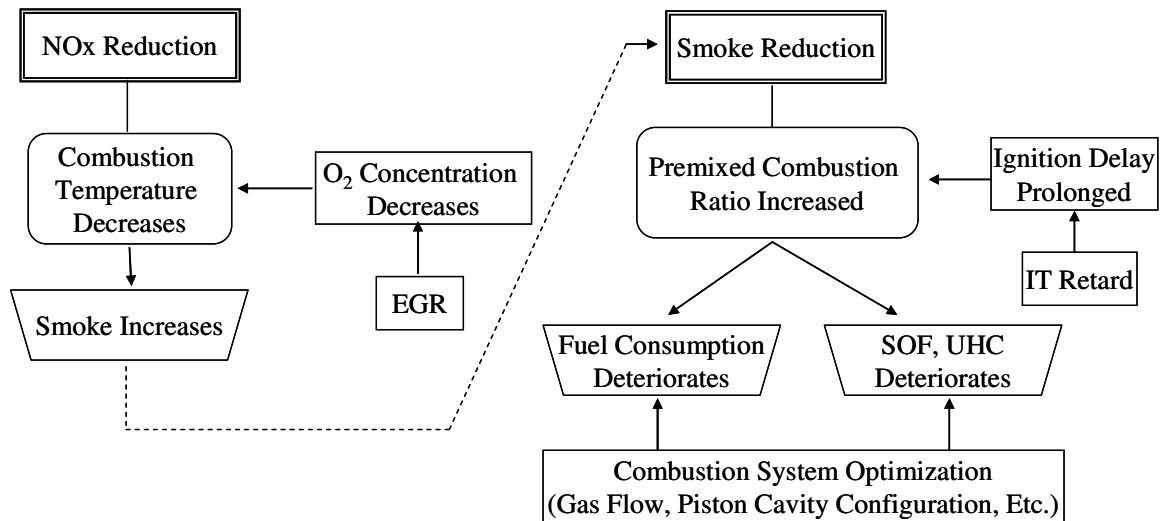 NOx Reduction
Combustion
Temperature
Decreases
O₂ Concentration
Decreases
EGR
Smoke Increases
Smoke Reduction
Premixed Combustion
Ratio Increased
Ignition Delay
Prolonged
IT Retard
Fuel Consumption
Deteriorates
SOF, UHC
Deteriorates
Combustion System Optimization
(Gas Flow, Piston Cavity Configuration, Etc.)